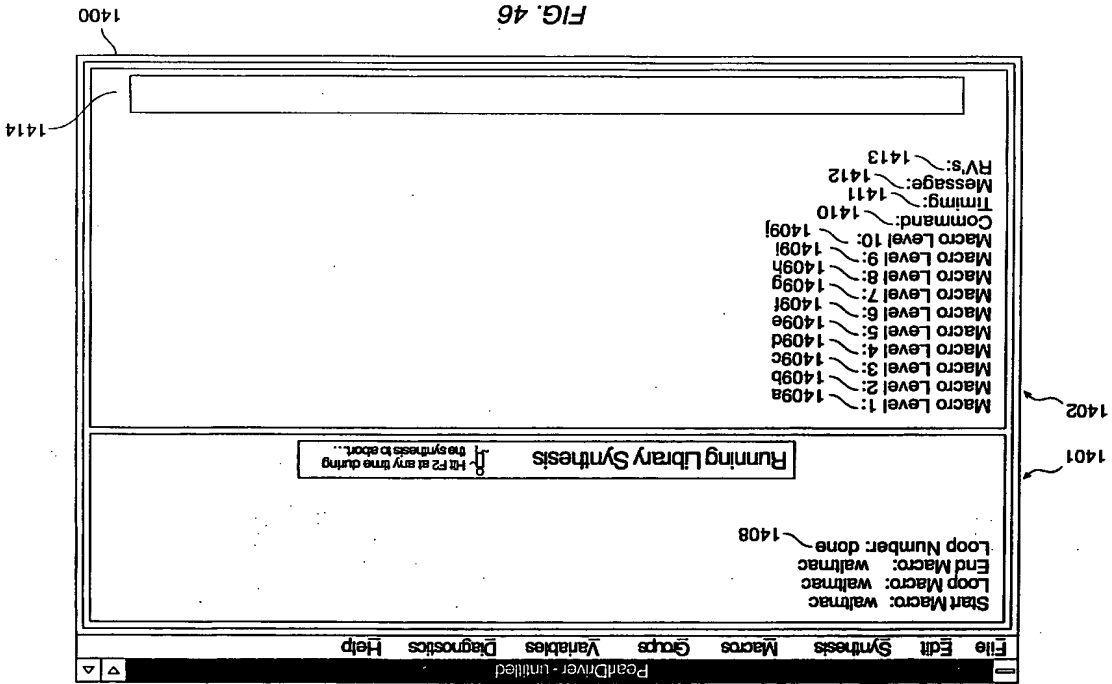 PearlDriver - untitled
File Edit Synthesis Macros Groups Variables Diagnostics Help
Start Macro: waltmac
Loop Macro: waltmac
End Macro: waltmac
Loop Number: done 1408
1401
Running Library Synthesis
Hit F2 at any time during
the synthesis to abort...
1402
Macro Level 1: 1409a
Macro Level 2: 1409b
Macro Level 3: 1409c
Macro Level 4: 1409d
Macro Level 5: 1409e
Macro Level 6: 1409f
Macro Level 7: 1409g
Macro Level 8: 1409h
Macro Level 9: 1409i
Macro Level 10: 1409j
Command: 1410
Timimg: 1411
Message: 1412
RV's: 1413
1414
1400
FIG. 46